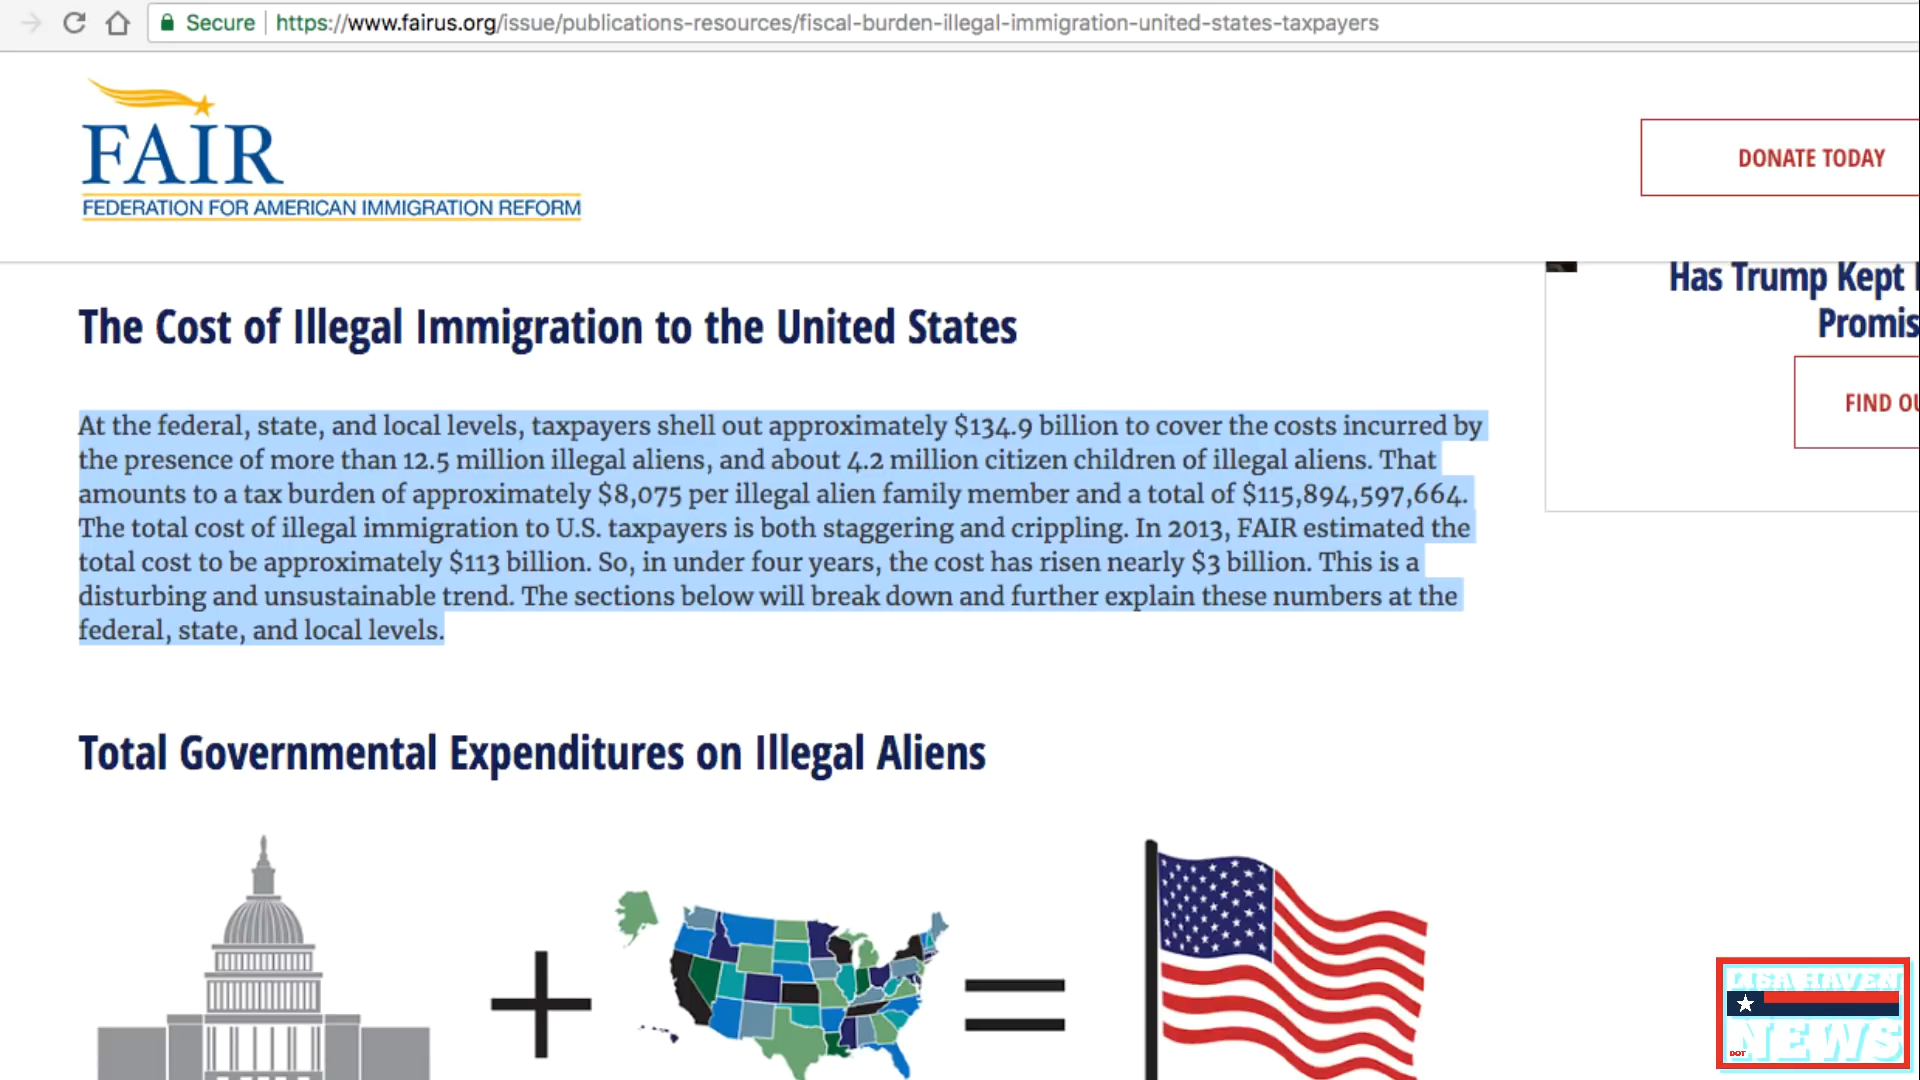 Secure
https://www.fairus.org/issue/publications-resources/fiscal-burden-illegal-immigration-united-states-taxpayers
FAIR
FEDERATION FOR AMERICAN IMMIGRATION REFORM
DONATE TODAY
Has Trump Kept
Promis
FIND OU
The Cost of Illegal Immigration to the United States
At the federal, state, and local levels, taxpayers shell out approximately $134.9 billion to cover the costs incurred by
the presence of more than 12.5 million illegal aliens, and about 4.2 million citizen children of illegal aliens. That
amounts to a tax burden of approximately $8,075 per illegal alien family member and a total of $115,894,597,664.
The total cost of illegal immigration to U.S. taxpayers is both staggering and crippling. In 2013, FAIR estimated the
total cost to be approximately $113 billion. So, in under four years, the cost has risen nearly $3 billion. This is a
disturbing and unsustainable trend. The sections below will break down and further explain these numbers at the
federal, state, and local levels.
Total Governmental Expenditures on Illegal Aliens
LISA HAVEN
DOT
NEWS